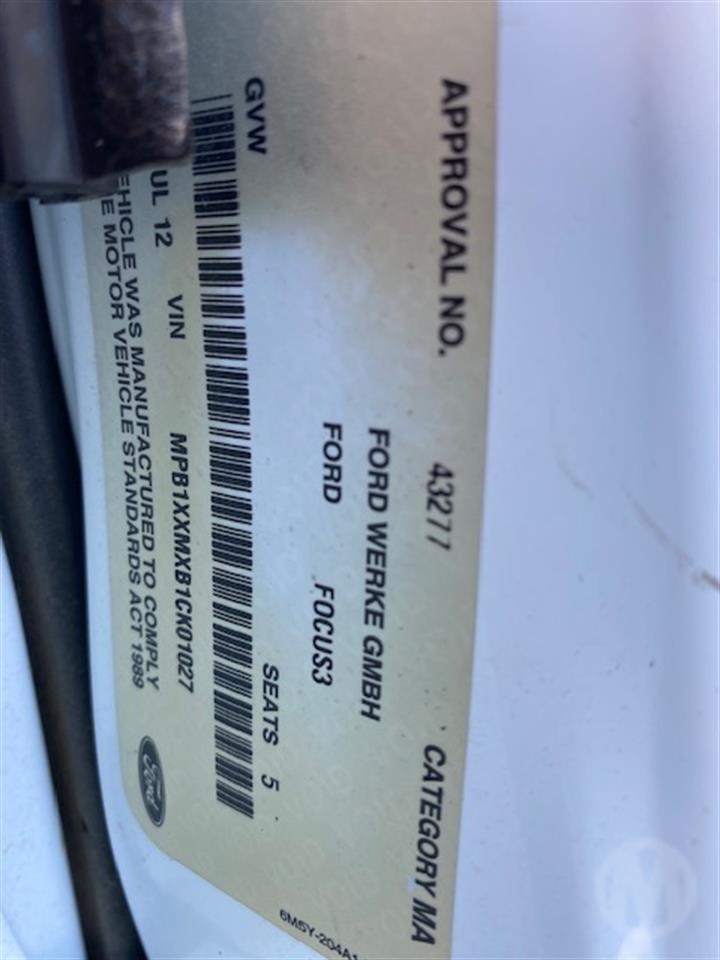 APPROVAL NO. 43277 CATEGORY MA
FORD WERKE GMBH
FORD FOCUS3
GVW SEATS 5
UL 12 VIN MPB1XXMXB1CK01027
EHICLE WAS MANUFACTURED TO COMPLY
E MOTOR VEHICLE STANDARDS ACT 1989
Ford
6M5Y-204A1
M